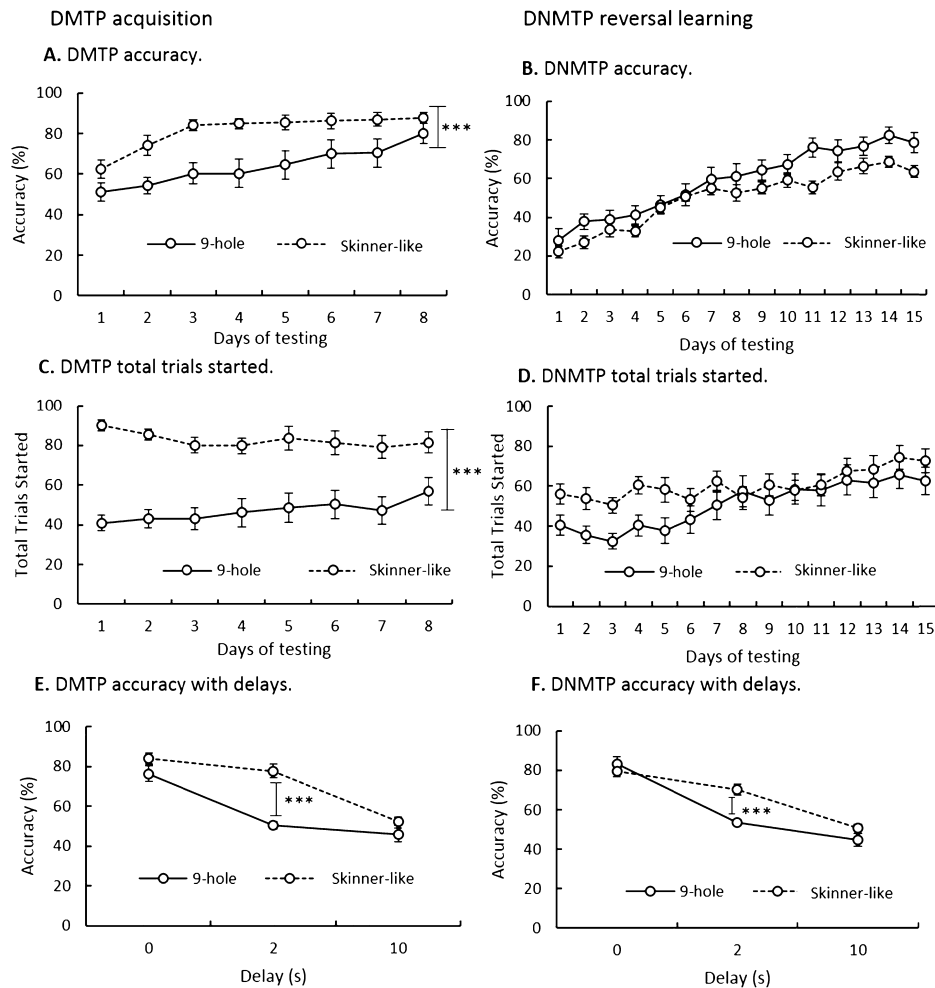 DMTP acquisition
DNMTP reversal learning
A. DMTP accuracy.
100
80
60
40
20
0
Accuracy (%)
***
9-hole
Skinner-like
1 2 3 4 5 6 7 8
Days of testing
B. DNMTP accuracy.
100
80
60
40
20
0
Accuracy (%)
9-hole
Skinner-like
1 2 3 4 5 6 7 8 9 10 11 12 13 14 15
Days of testing
C. DMTP total trials started.
100
80
60
40
20
0
Total Trials Started
***
9-hole
Skinner-like
1 2 3 4 5 6 7 8
Days of testing
D. DNMTP total trials started.
100
80
60
40
20
0
Total Trials Started
9-hole
Skinner-like
1 2 3 4 5 6 7 8 9 10 11 12 13 14 15
Days of testing
E. DMTP accuracy with delays.
100
80
60
40
20
0
Accuracy (%)
***
9-hole
Skinner-like
0 2 10
Delay (s)
F. DNMTP accuracy with delays.
100
80
60
40
20
0
Accuracy (%)
***
9-hole
Skinner-like
0 2 10
Delay (s)